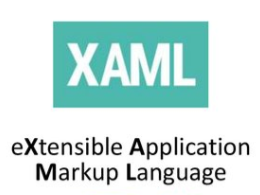 XAML
eXtensible Application
Markup Language